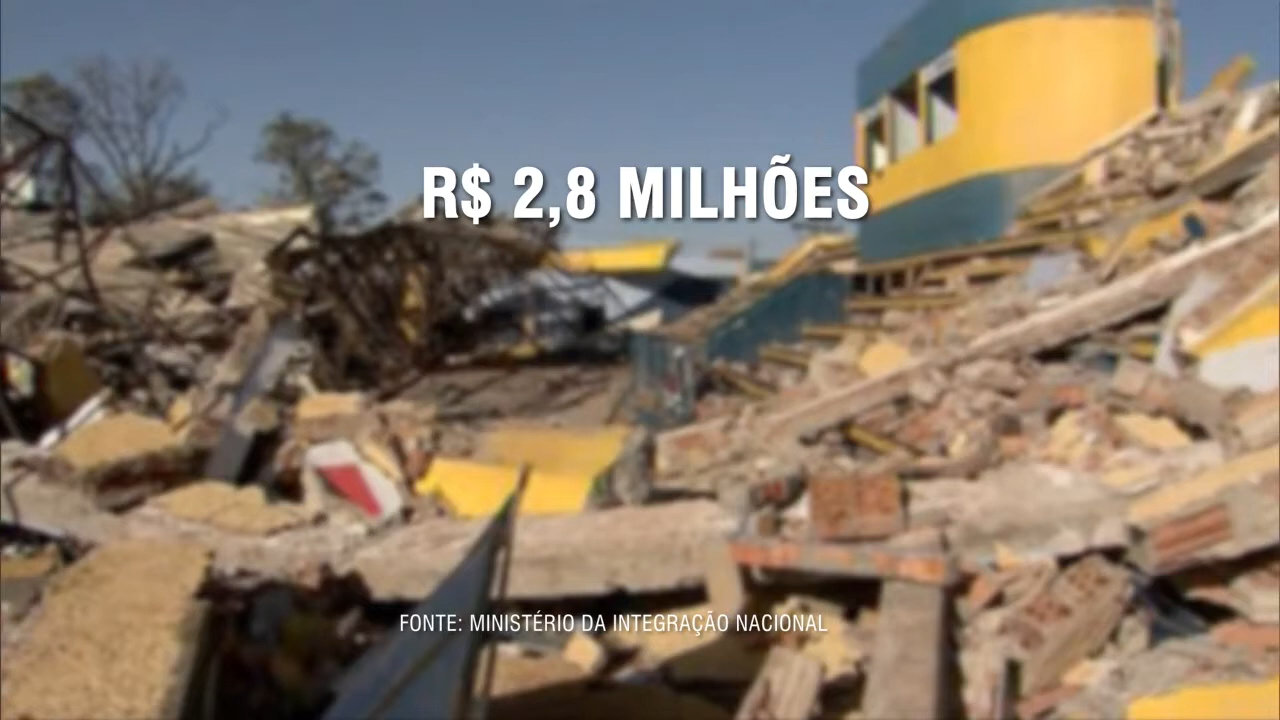 R$ 2,8 MILHÕES
FONTE: MINISTÉRIO DA INTEGRAÇÃO NACIONAL